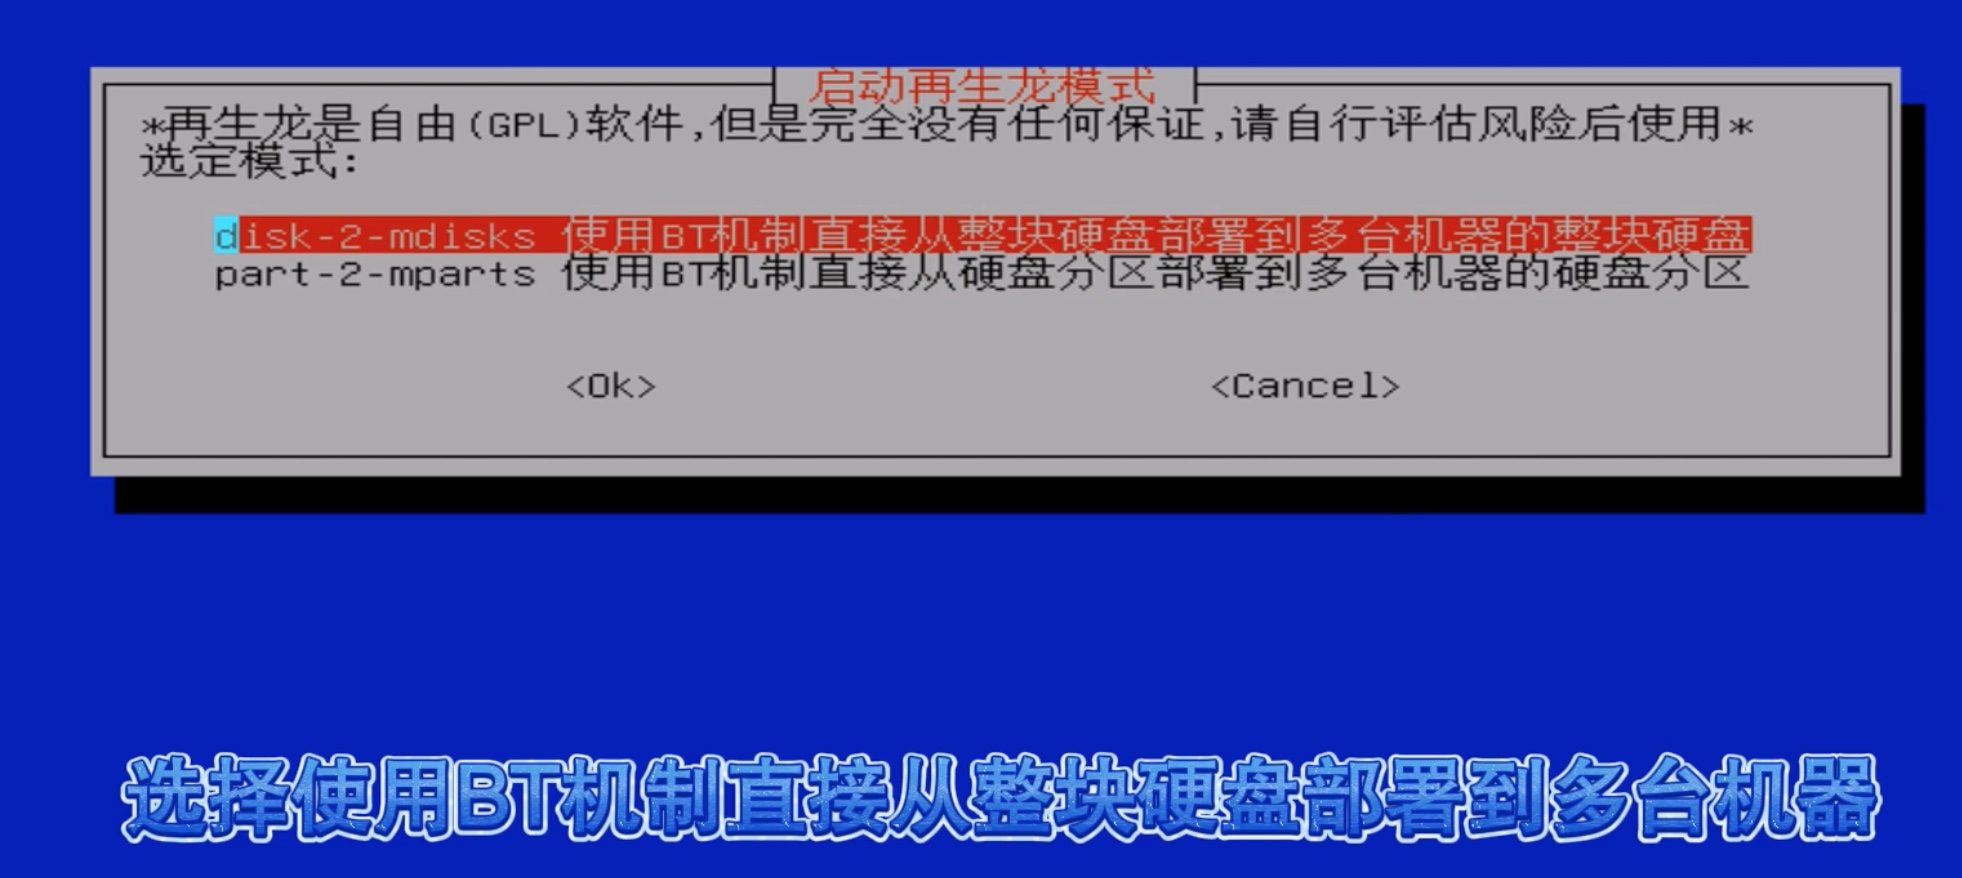 启动再生龙模式
*再生龙是自由(GPL)软件,但是完全没有任何保证,请自行评估风险后使用*
选定模式:
disk-2-mdisks 使用BT机制直接从整块硬盘部署到多台机器的整块硬盘
part-2-mparts 使用BT机制直接从硬盘分区部署到多台机器的硬盘分区
<Ok> <Cancel>
选择使用BT机制直接从整块硬盘部署到多台机器